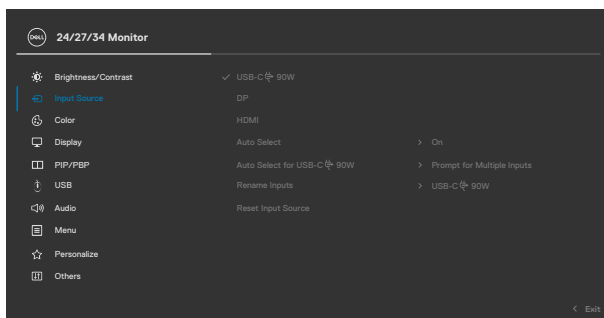 DELL 24/27/34 Monitor
Brightness/Contrast ✓ USB-C 90W
Input Source DP
Color HDMI
Display Auto Select > On
PIP/PBP Auto Select for USB-C 90W > Prompt for Multiple Inputs
USB Rename Inputs > USB-C 90W
Audio Reset Input Source
Menu
Personalize
Others
< Exit